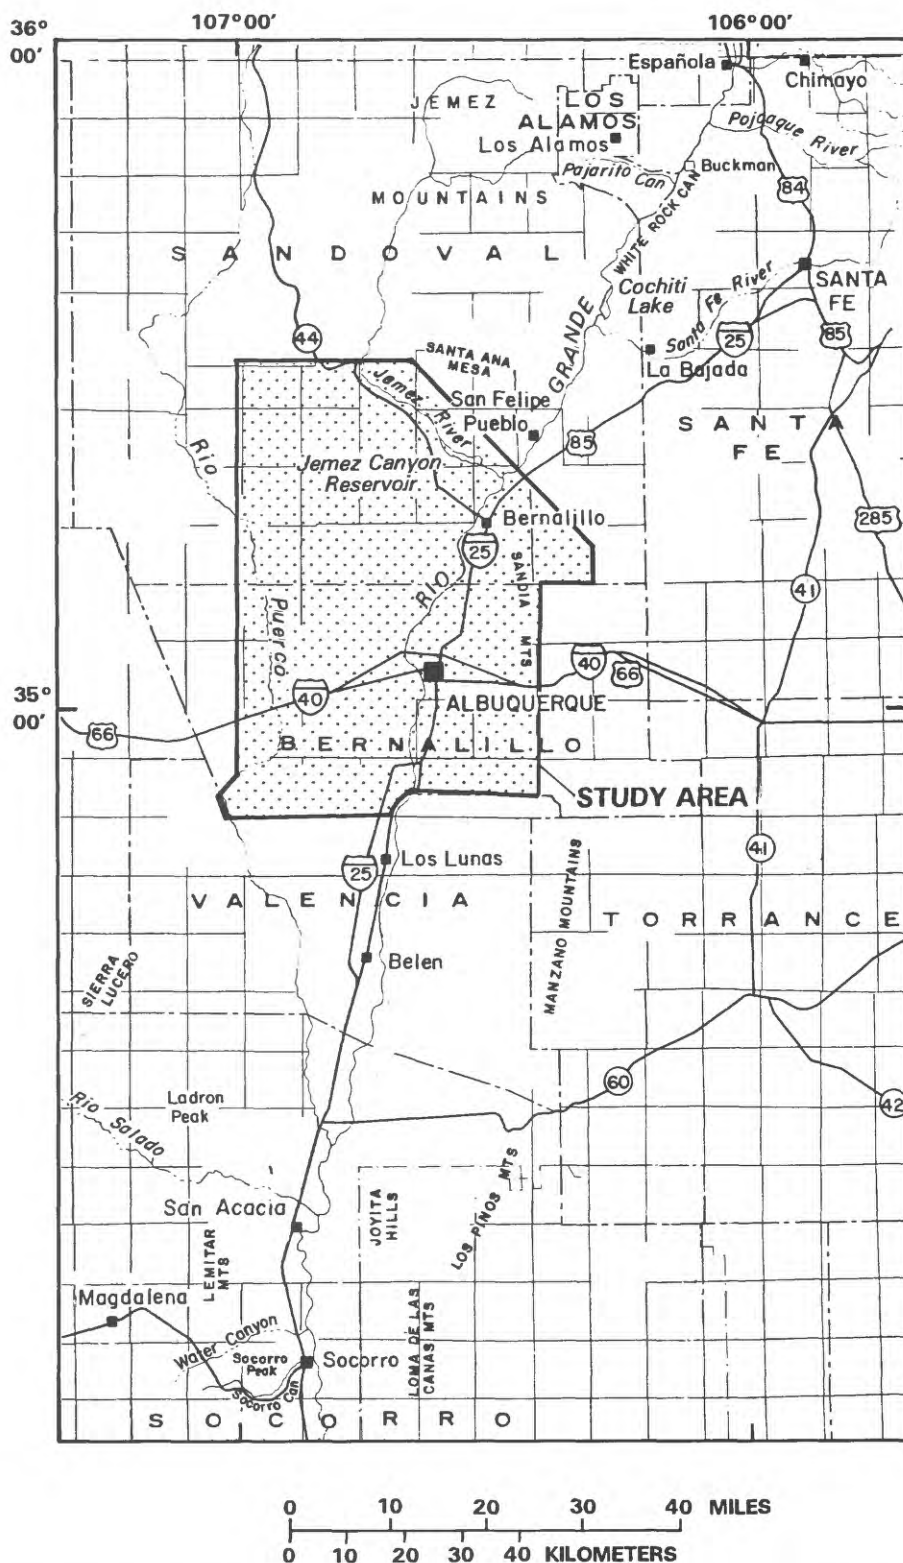 107°00'
106°00'
36°
00'
Española
Chimayo
JEMEZ
LOS
ALAMOS
Los Alamos
Pojoaque River
Pajarito Can
Buckman
MOUNTAINS
WHITE ROCK CAN
84
SANDOVAL
Cochiti
Lake
Santa Fe River
SANTA
FE
GRANDE
44
25
85
SANTA ANA
MESA
La Bajada
Jemez River
San Felipe
Pueblo
85
SANTA
FE
Rio
Jemez Canyon
Reservoir
Bernalillo
285
25
SANDIA MTS
RIO
41
Puerco
40
66
35
00'
40
66
ALBUQUERQUE
BERNALILLO
STUDY AREA
Los Lunas
41
25
VALENCIA
TORRANCE
MANZANO MOUNTAINS
Belen
SIERRA
LUCERO
60
42
Ladron
Peak
Rio Salado
San Acacia
JOYITA
HILLS
LOS PINOS MTS
LEMITAR
MTS
Magdalena
LOMA DE LAS
CANAS MTS
Water Canyon
Socorro
Peak
Socorro
Socorro Can
SOCORRO
0 10 20 30 40 MILES
0 10 20 30 40 KILOMETERS